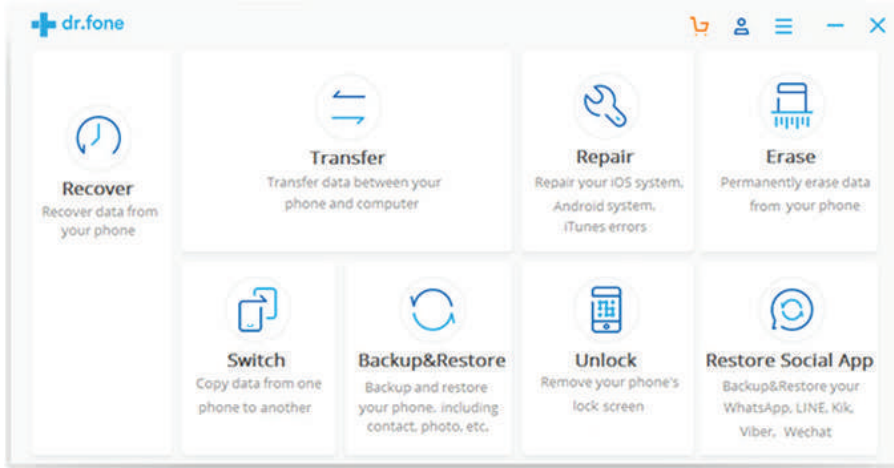 dr.fone
Recover
Recover data from
your phone
Transfer
Transfer data between your
phone and computer
Repair
Repair your iOS system,
Android system,
iTunes errors
Erase
Permanently erase data
from your phone
Switch
Copy data from one
phone to another
Backup&Restore
Backup and restore
your phone, including
contact, photo, etc.
Unlock
Remove your phone's
lock screen
Restore Social App
Backup&Restore your
WhatsApp, LINE, Kik,
Viber, Wechat